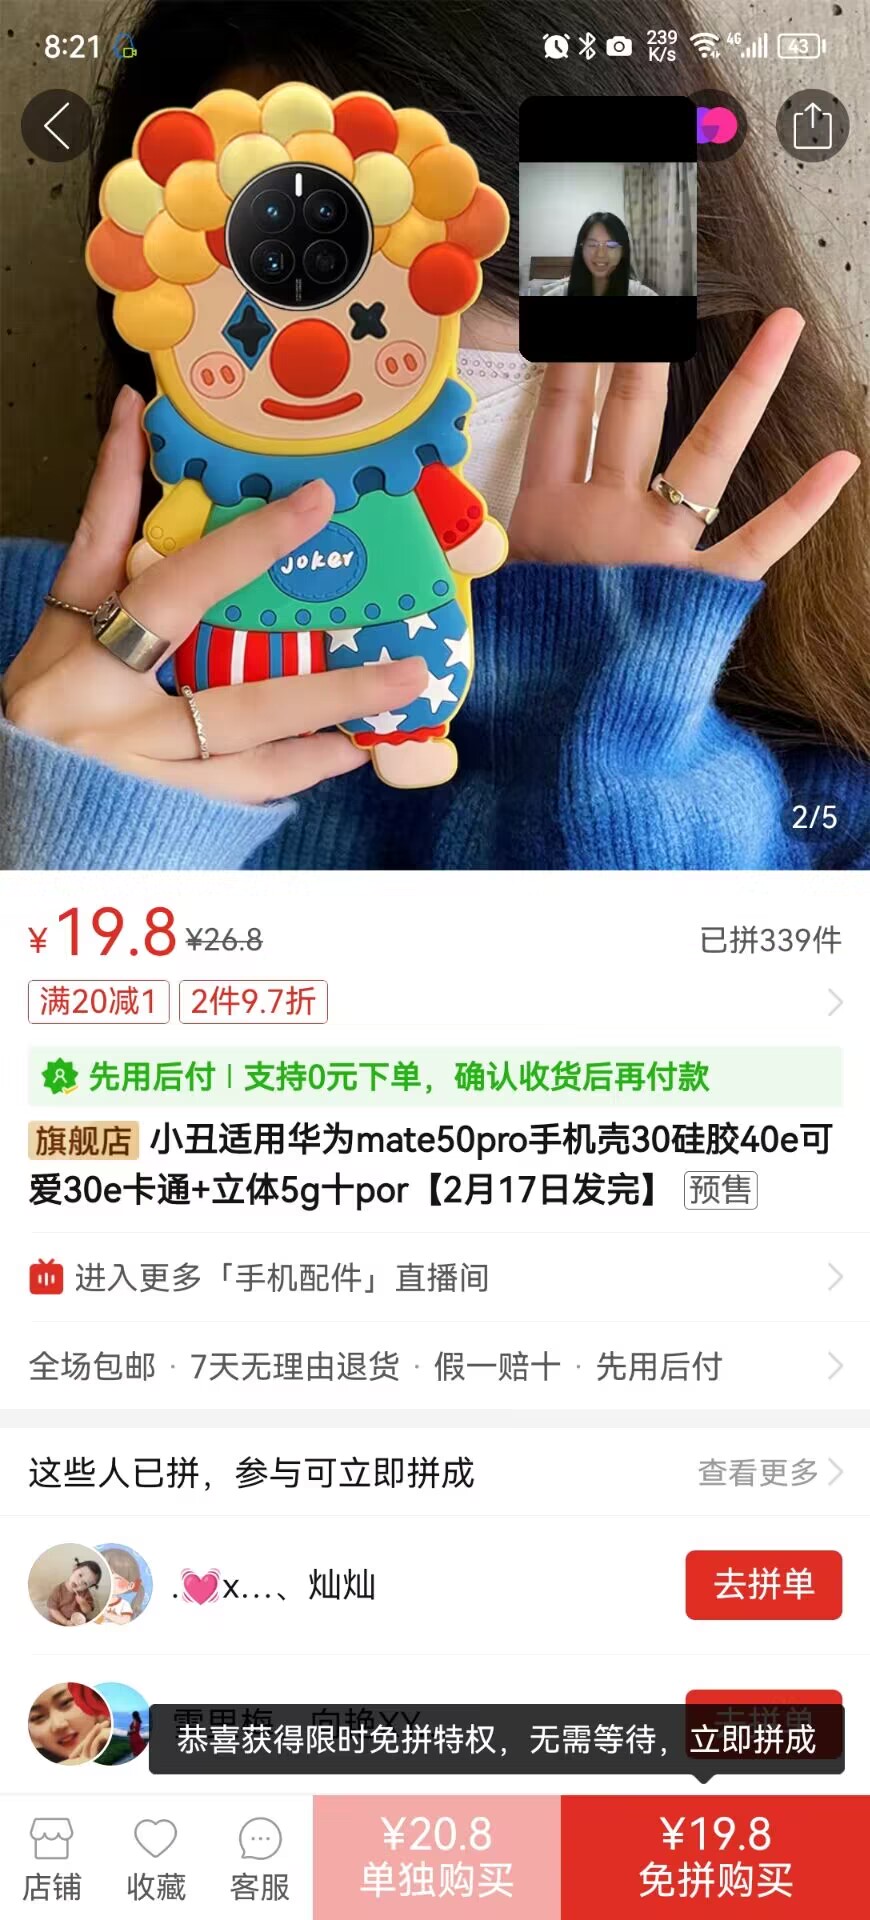 8:21
239
K/s
4G
43
joker
2/5
¥19.8 ¥26.8 已拼339件
满20减1 2件9.7折
先用后付 | 支持0元下单，确认收货后再付款
旗舰店 小丑适用华为mate50pro手机壳30硅胶40e可
爱30e卡通+立体5g十por【2月17日发完】 预售
进入更多「手机配件」直播间
全场包邮 · 7天无理由退货 · 假一赔十 · 先用后付
这些人已拼，参与可立即拼成 查看更多
.💓x...、灿灿 去拼单
去拼单
恭喜获得限时免拼特权，无需等待，立即拼成
店铺 收藏 客服
¥20.8
单独购买
¥19.8
免拼购买